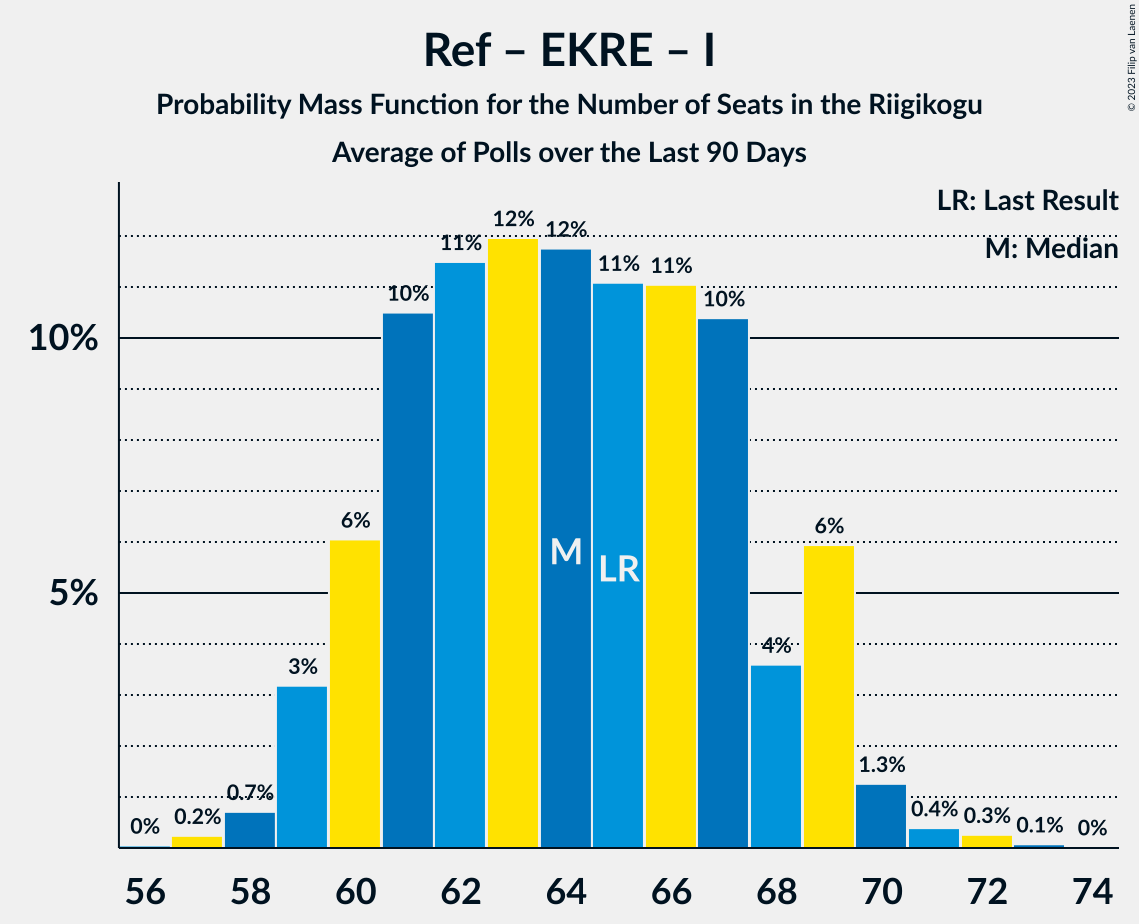 Ref – EKRE – I
Probability Mass Function for the Number of Seats in the Riigikogu
Average of Polls over the Last 90 Days
© 2023 Filip van Laenen
LR: Last Result
M: Median
10%
5%
0%
0.2%
0.7%
3%
6%
10%
11%
12%
12%
11%
11%
10%
4%
6%
1.3%
0.4%
0.3%
0.1%
0%
M
LR
56 58 60 62 64 66 68 70 72 74